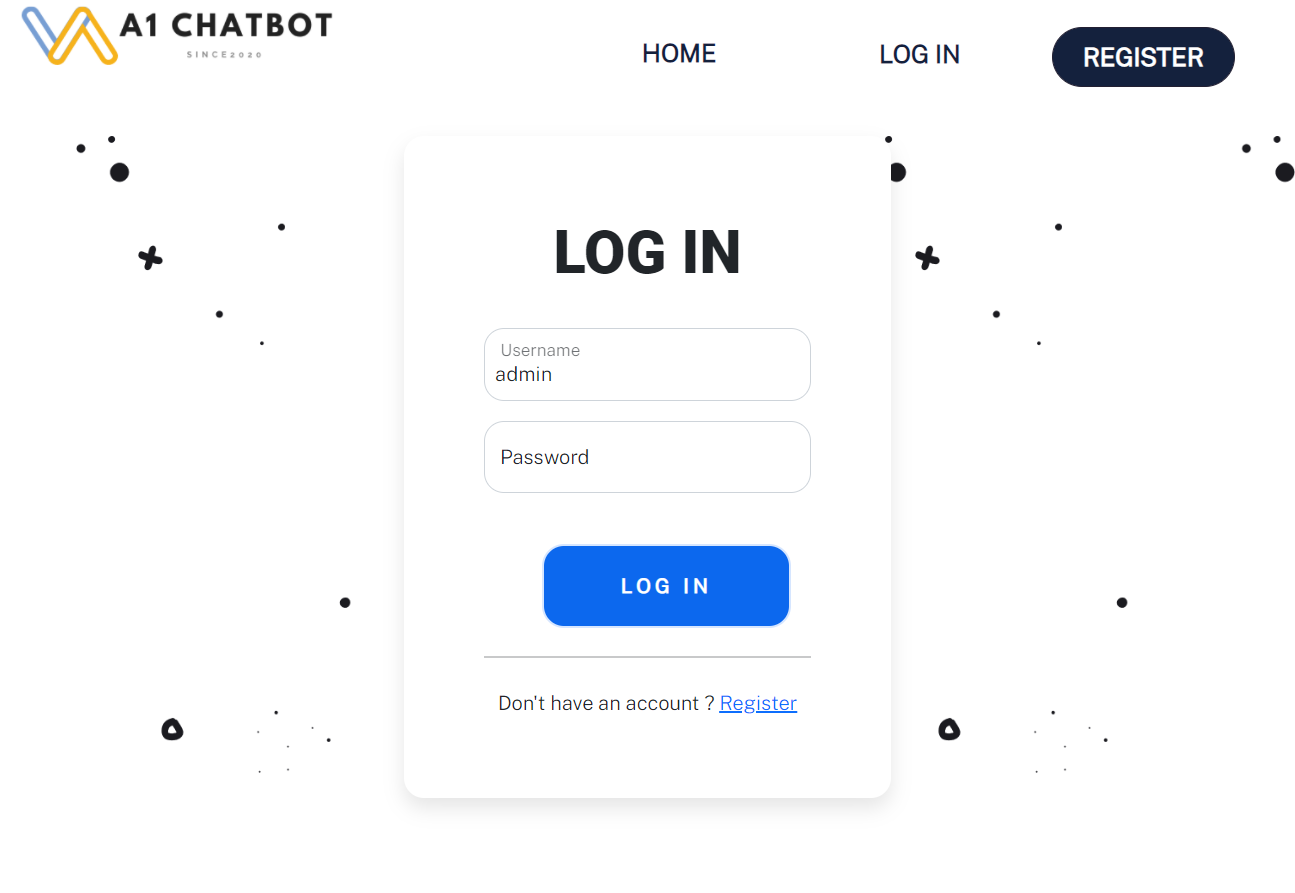 A1 CHATBOT
SINCE2020
HOME
LOG IN
REGISTER
LOG IN
Username
admin
Password
LOG IN
Don't have an account ? Register